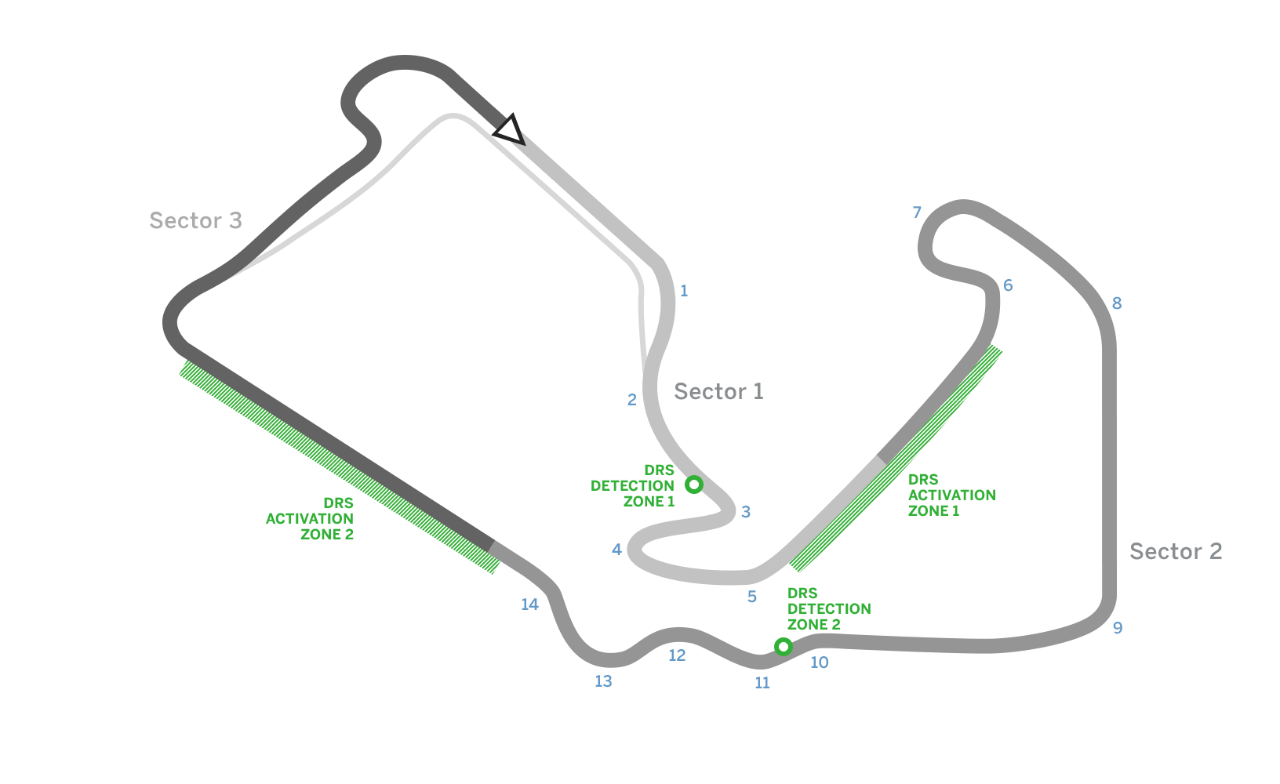 7
Sector 3
6
1
8
Sector 1
2
DRS
DETECTION
ZONE 1
DRS
ACTIVATION
ZONE 1
DRS
ACTIVATION
ZONE 2
3
4
Sector 2
5
DRS
DETECTION
ZONE 2
14
9
12
10
13
11